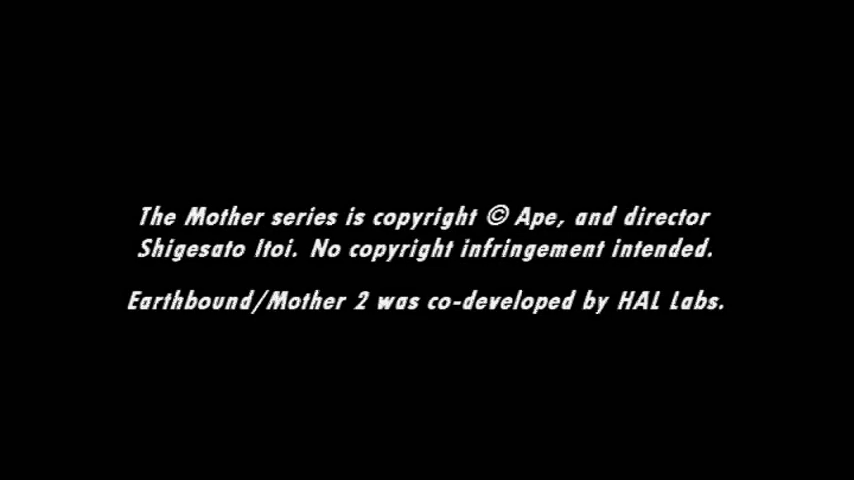 The Mother series is copyright © Ape, and director
Shigesato Itoi. No copyright infringement intended.
Earthbound/Mother 2 was co-developed by HAL Labs.